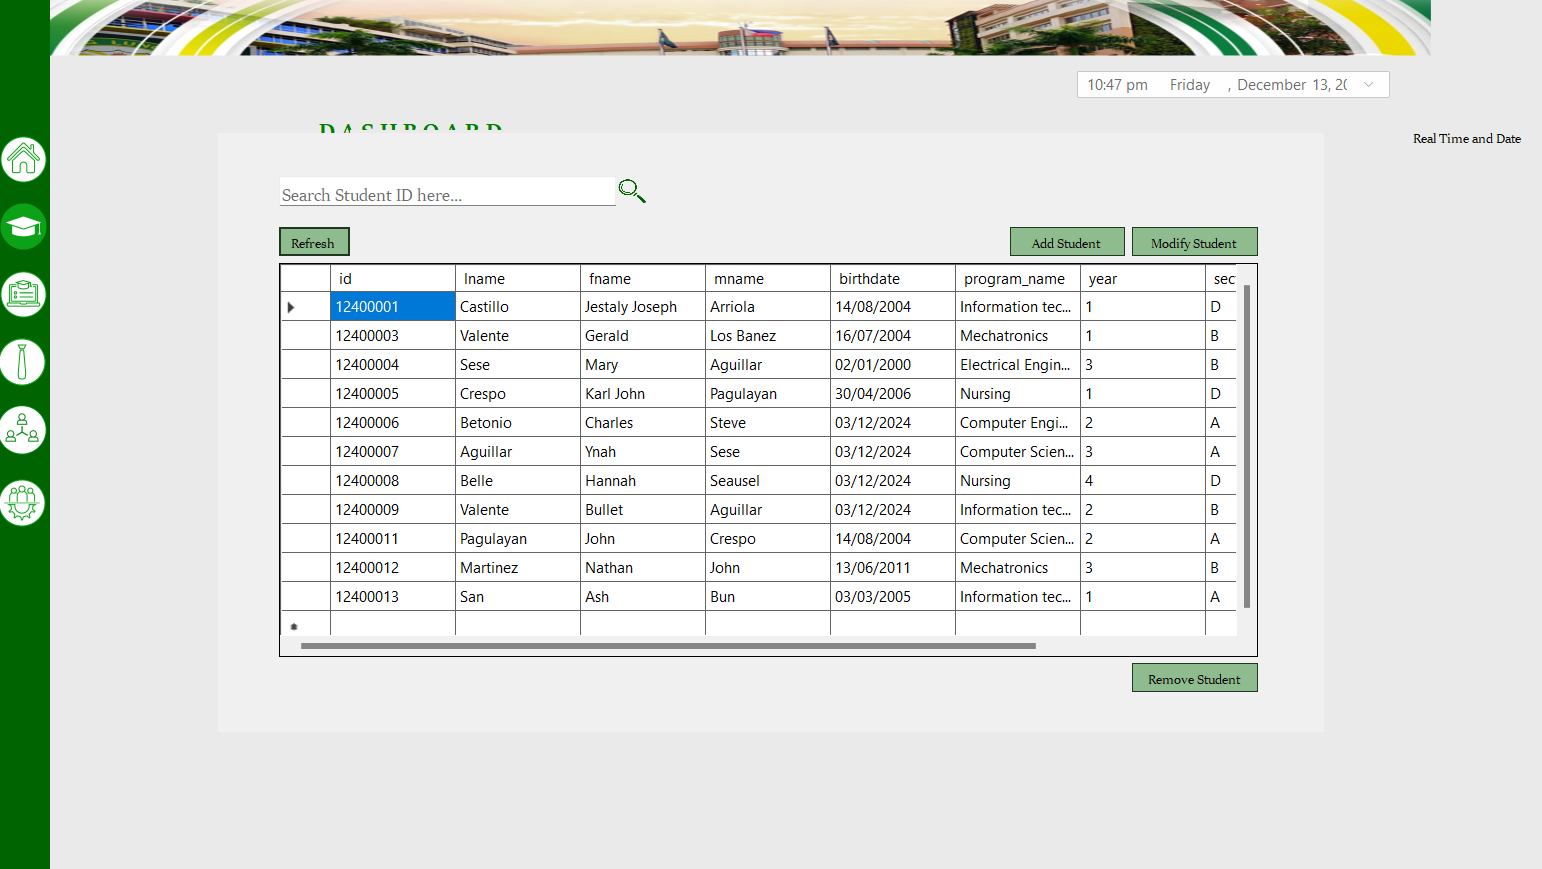 10:47 pm Friday , December 13, 20
DASHBOARD
Real Time and Date
Search Student ID here...
Refresh Add Student Modify Student
id lname fname mname birthdate program_name year sec
12400001 Castillo Jestaly Joseph Arriola 14/08/2004 Information tec... 1 D
12400003 Valente Gerald Los Banez 16/07/2004 Mechatronics 1 B
12400004 Sese Mary Aguillar 02/01/2000 Electrical Engin... 3 B
12400005 Crespo Karl John Pagulayan 30/04/2006 Nursing 1 D
12400006 Betonio Charles Steve 03/12/2024 Computer Engi... 2 A
12400007 Aguillar Ynah Sese 03/12/2024 Computer Scien... 3 A
12400008 Belle Hannah Seausel 03/12/2024 Nursing 4 D
12400009 Valente Bullet Aguillar 03/12/2024 Information tec... 2 B
12400011 Pagulayan John Crespo 14/08/2004 Computer Scien... 2 A
12400012 Martinez Nathan John 13/06/2011 Mechatronics 3 B
12400013 San Ash Bun 03/03/2005 Information tec... 1 A
Remove Student